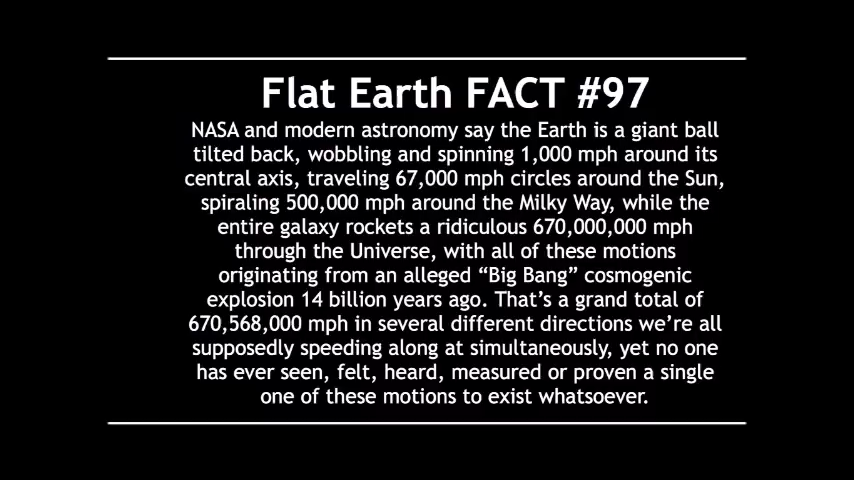 Flat Earth FACT #97
NASA and modern astronomy say the Earth is a giant ball
tilted back, wobbling and spinning 1,000 mph around its
central axis, traveling 67,000 mph circles around the Sun,
spiraling 500,000 mph around the Milky Way, while the
entire galaxy rockets a ridiculous 670,000,000 mph
through the Universe, with all of these motions
originating from an alleged “Big Bang” cosmogenic
explosion 14 billion years ago. That’s a grand total of
670,568,000 mph in several different directions we’re all
supposedly speeding along at simultaneously, yet no one
has ever seen, felt, heard, measured or proven a single
one of these motions to exist whatsoever.